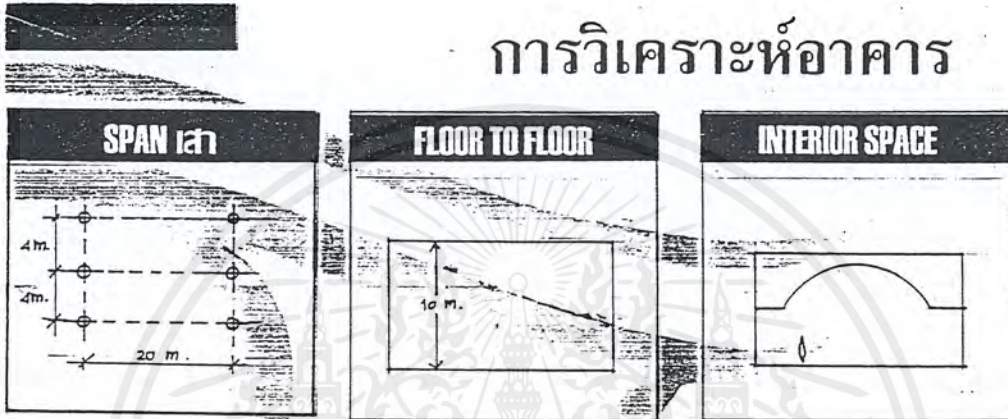 การวิเคราะห์อาคาร
SPAN เสา
4m.
4m.
20 m.
FLOOR TO FLOOR
10 m.
INTERIOR SPACE